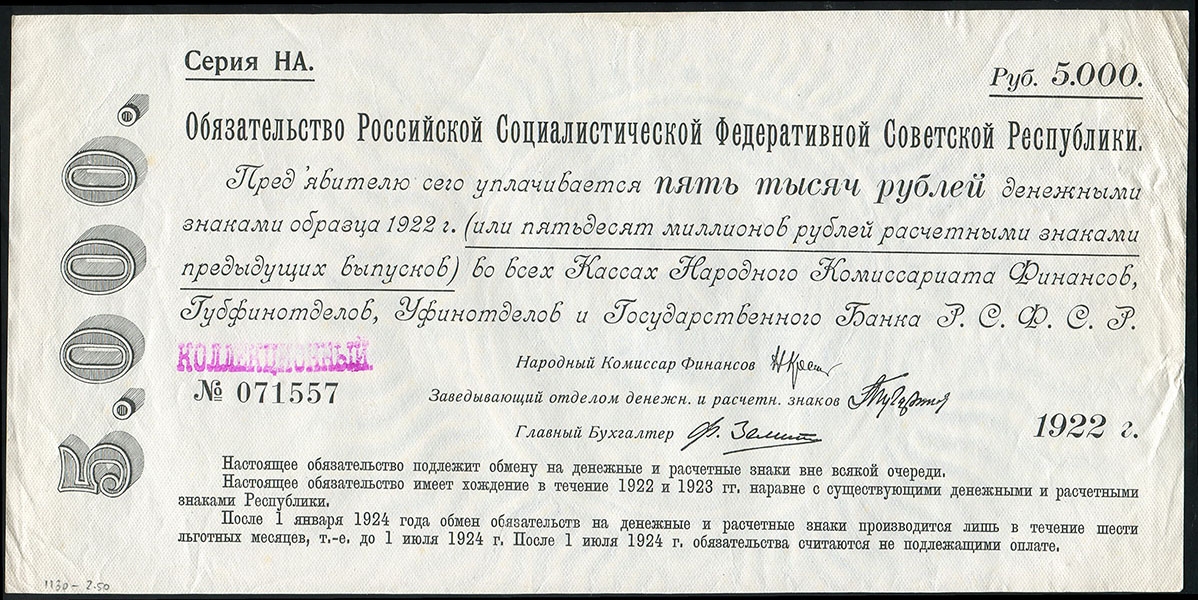 Серия НА.
Руб. 5.000.
5.000.
Обязательство Российской Социалистической Федеративной Советской Республики.
Пред'явителю сего уплачивается пять тысяч рублей денежными
знаками образца 1922 г. (или пятьдесят миллионов рублей расчетными знаками
предыдущих выпусков) во всех Кассах Народного Комиссариата Финансов,
Губфинотделов, Уфинотделов и Государственного Банка Р. С. Ф. С. Р.
КОЛЛЕКЦИОННЫЙ
Народный Комиссар Финансов
№ 071557
Заведывающий отделом денежн. и расчетн. знаков
Главный Бухгалтер
1922 г.
Настоящее обязательство подлежит обмену на денежные и расчетные знаки вне всякой очереди.
Настоящее обязательство имеет хождение в течение 1922 и 1923 гг. наравне с существующими денежными и расчетными
знаками Республики.
После 1 января 1924 года обмен обязательств на денежные и расчетные знаки производится лишь в течение шести
льготных месяцев, т.-е. до 1 июля 1924 г. После 1 июля 1924 г. обязательства считаются не подлежащими оплате.
1130 - 2.50